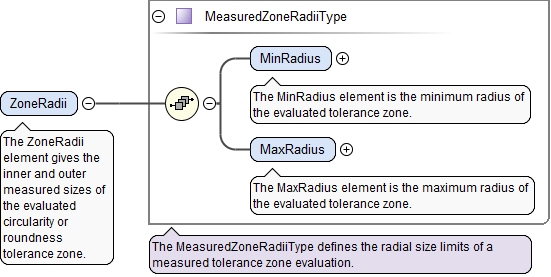 MeasuredZoneRadiiType
MinRadius
The MinRadius element is the minimum radius of
the evaluated tolerance zone.
ZoneRadii
The ZoneRadii
element gives the
inner and outer
measured sizes of
the evaluated
circularity or
roundness
tolerance zone.
MaxRadius
The MaxRadius element is the maximum radius of
the evaluated tolerance zone.
The MeasuredZoneRadiiType defines the radial size limits of a
measured tolerance zone evaluation.